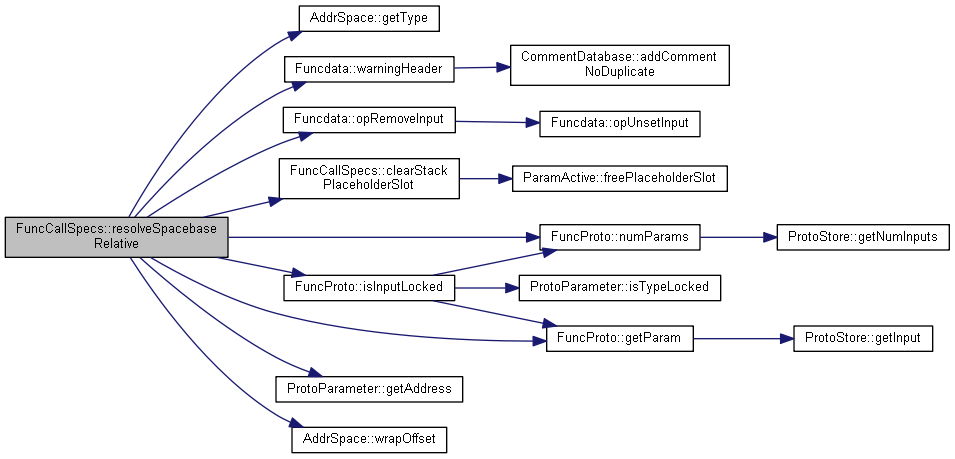 AddrSpace::getType
Funcdata::warningHeader
CommentDatabase::addComment
NoDuplicate
Funcdata::opRemoveInput
Funcdata::opUnsetInput
FuncCallSpecs::clearStack
PlaceholderSlot
ParamActive::freePlaceholderSlot
FuncCallSpecs::resolveSpacebase
Relative
FuncProto::numParams
ProtoStore::getNumInputs
FuncProto::isInputLocked
ProtoParameter::isTypeLocked
FuncProto::getParam
ProtoStore::getInput
ProtoParameter::getAddress
AddrSpace::wrapOffset